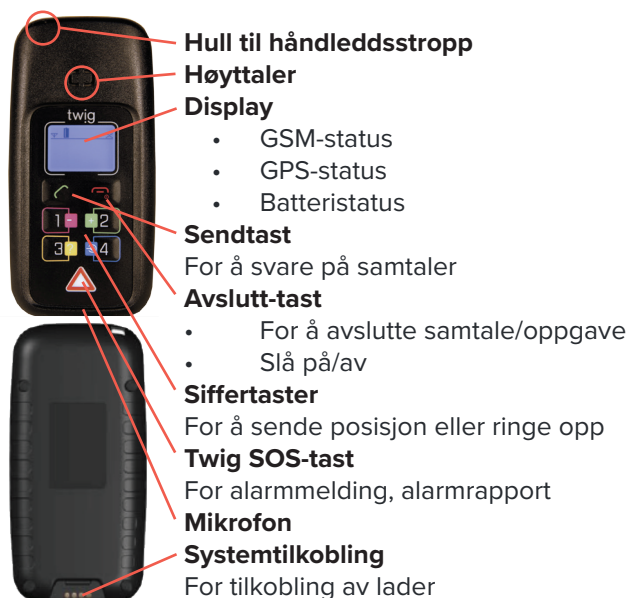 Hull til håndleddsstropp
Høyttaler
Display
• GSM-status
• GPS-status
• Batteristatus
Sendtast
For å svare på samtaler
Avslutt-tast
• For å avslutte samtale/oppgave
• Slå på/av
Siffertaster
For å sende posisjon eller ringe opp
Twig SOS-tast
For alarmmelding, alarmrapport
Mikrofon
Systemtilkobling
For tilkobling av lader
twig
1 - + 2
3 4